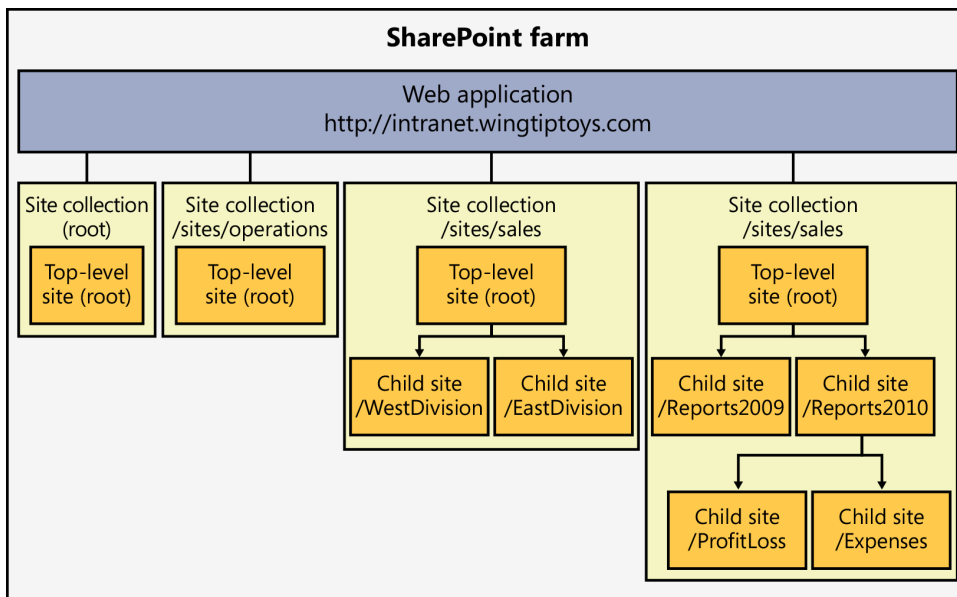 SharePoint farm
Web application
http://intranet.wingtiptoys.com
Site collection
(root)
Top-level
site (root)
Site collection
/sites/operations
Top-level
site (root)
Site collection
/sites/sales
Top-level
site (root)
Child site
/WestDivision
Child site
/EastDivision
Site collection
/sites/sales
Top-level
site (root)
Child site
/Reports2009
Child site
/Reports2010
Child site
/ProfitLoss
Child site
/Expenses